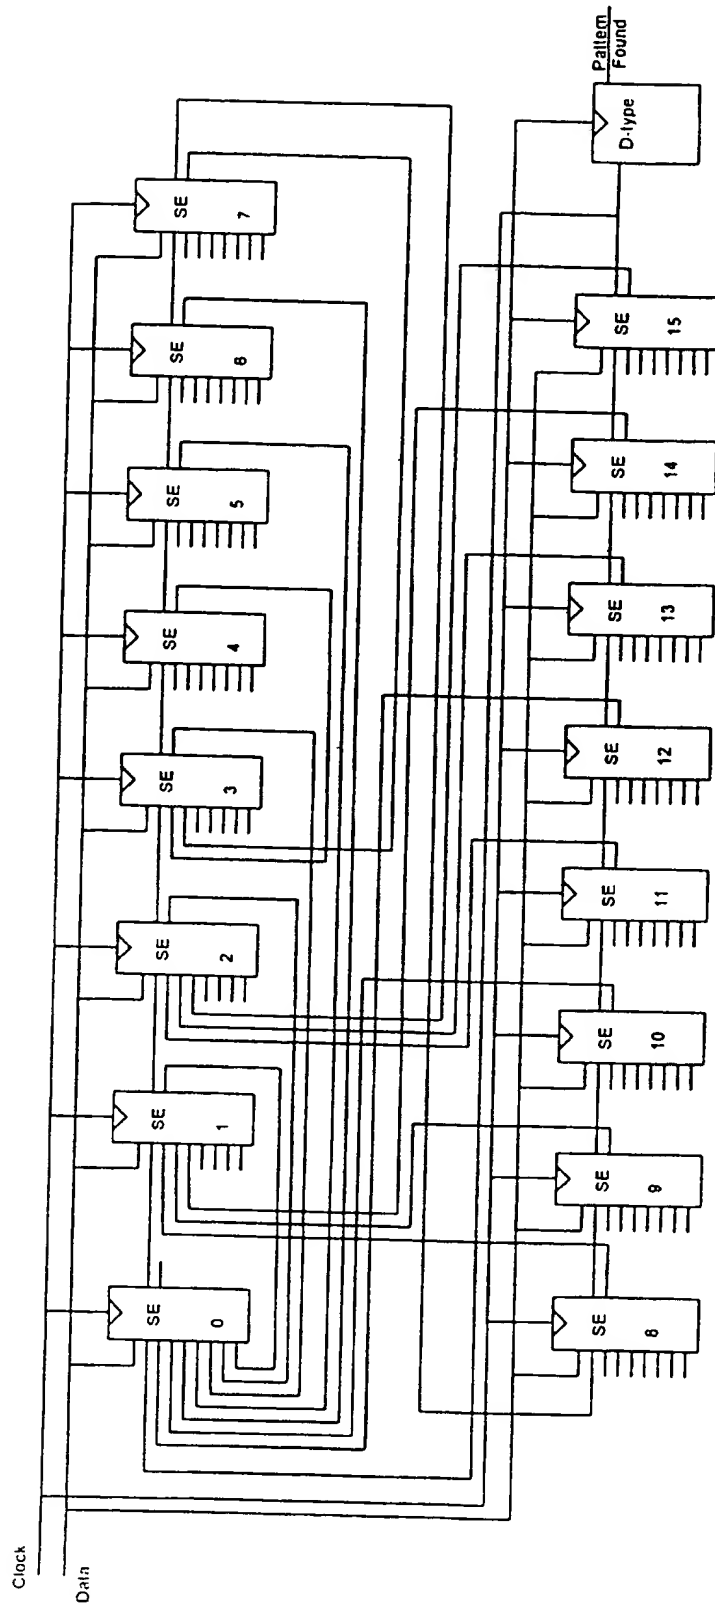 Clock
Data
SE
0
SE
1
SE
2
SE
3
SE
4
SE
5
SE
6
SE
7
SE
8
SE
9
SE
10
SE
11
SE
12
SE
13
SE
14
SE
15
D-type
Pattern
Found